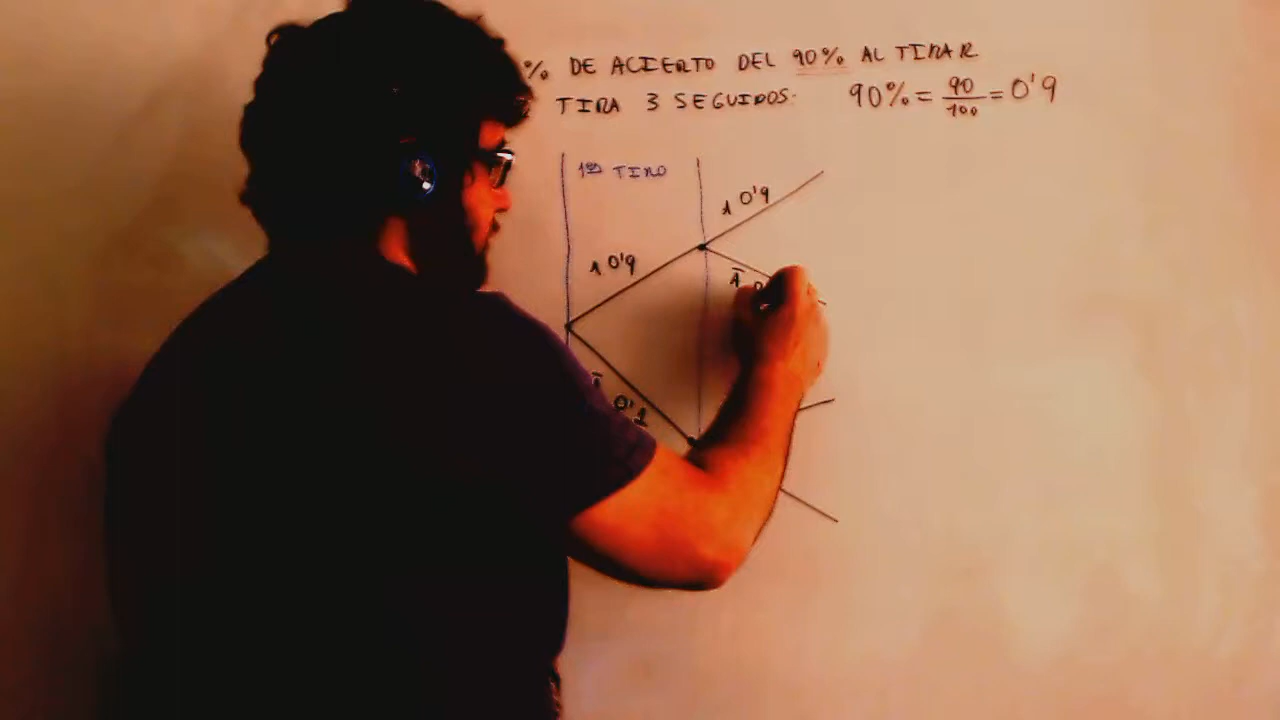 % DE ACIERTO DEL 90% AL TIRAR
TIRA 3 SEGUIDOS: 90% = 90/100 = 0'9
1ER TIRO
1 0'9
1 0'9
1̅ 0
0'1